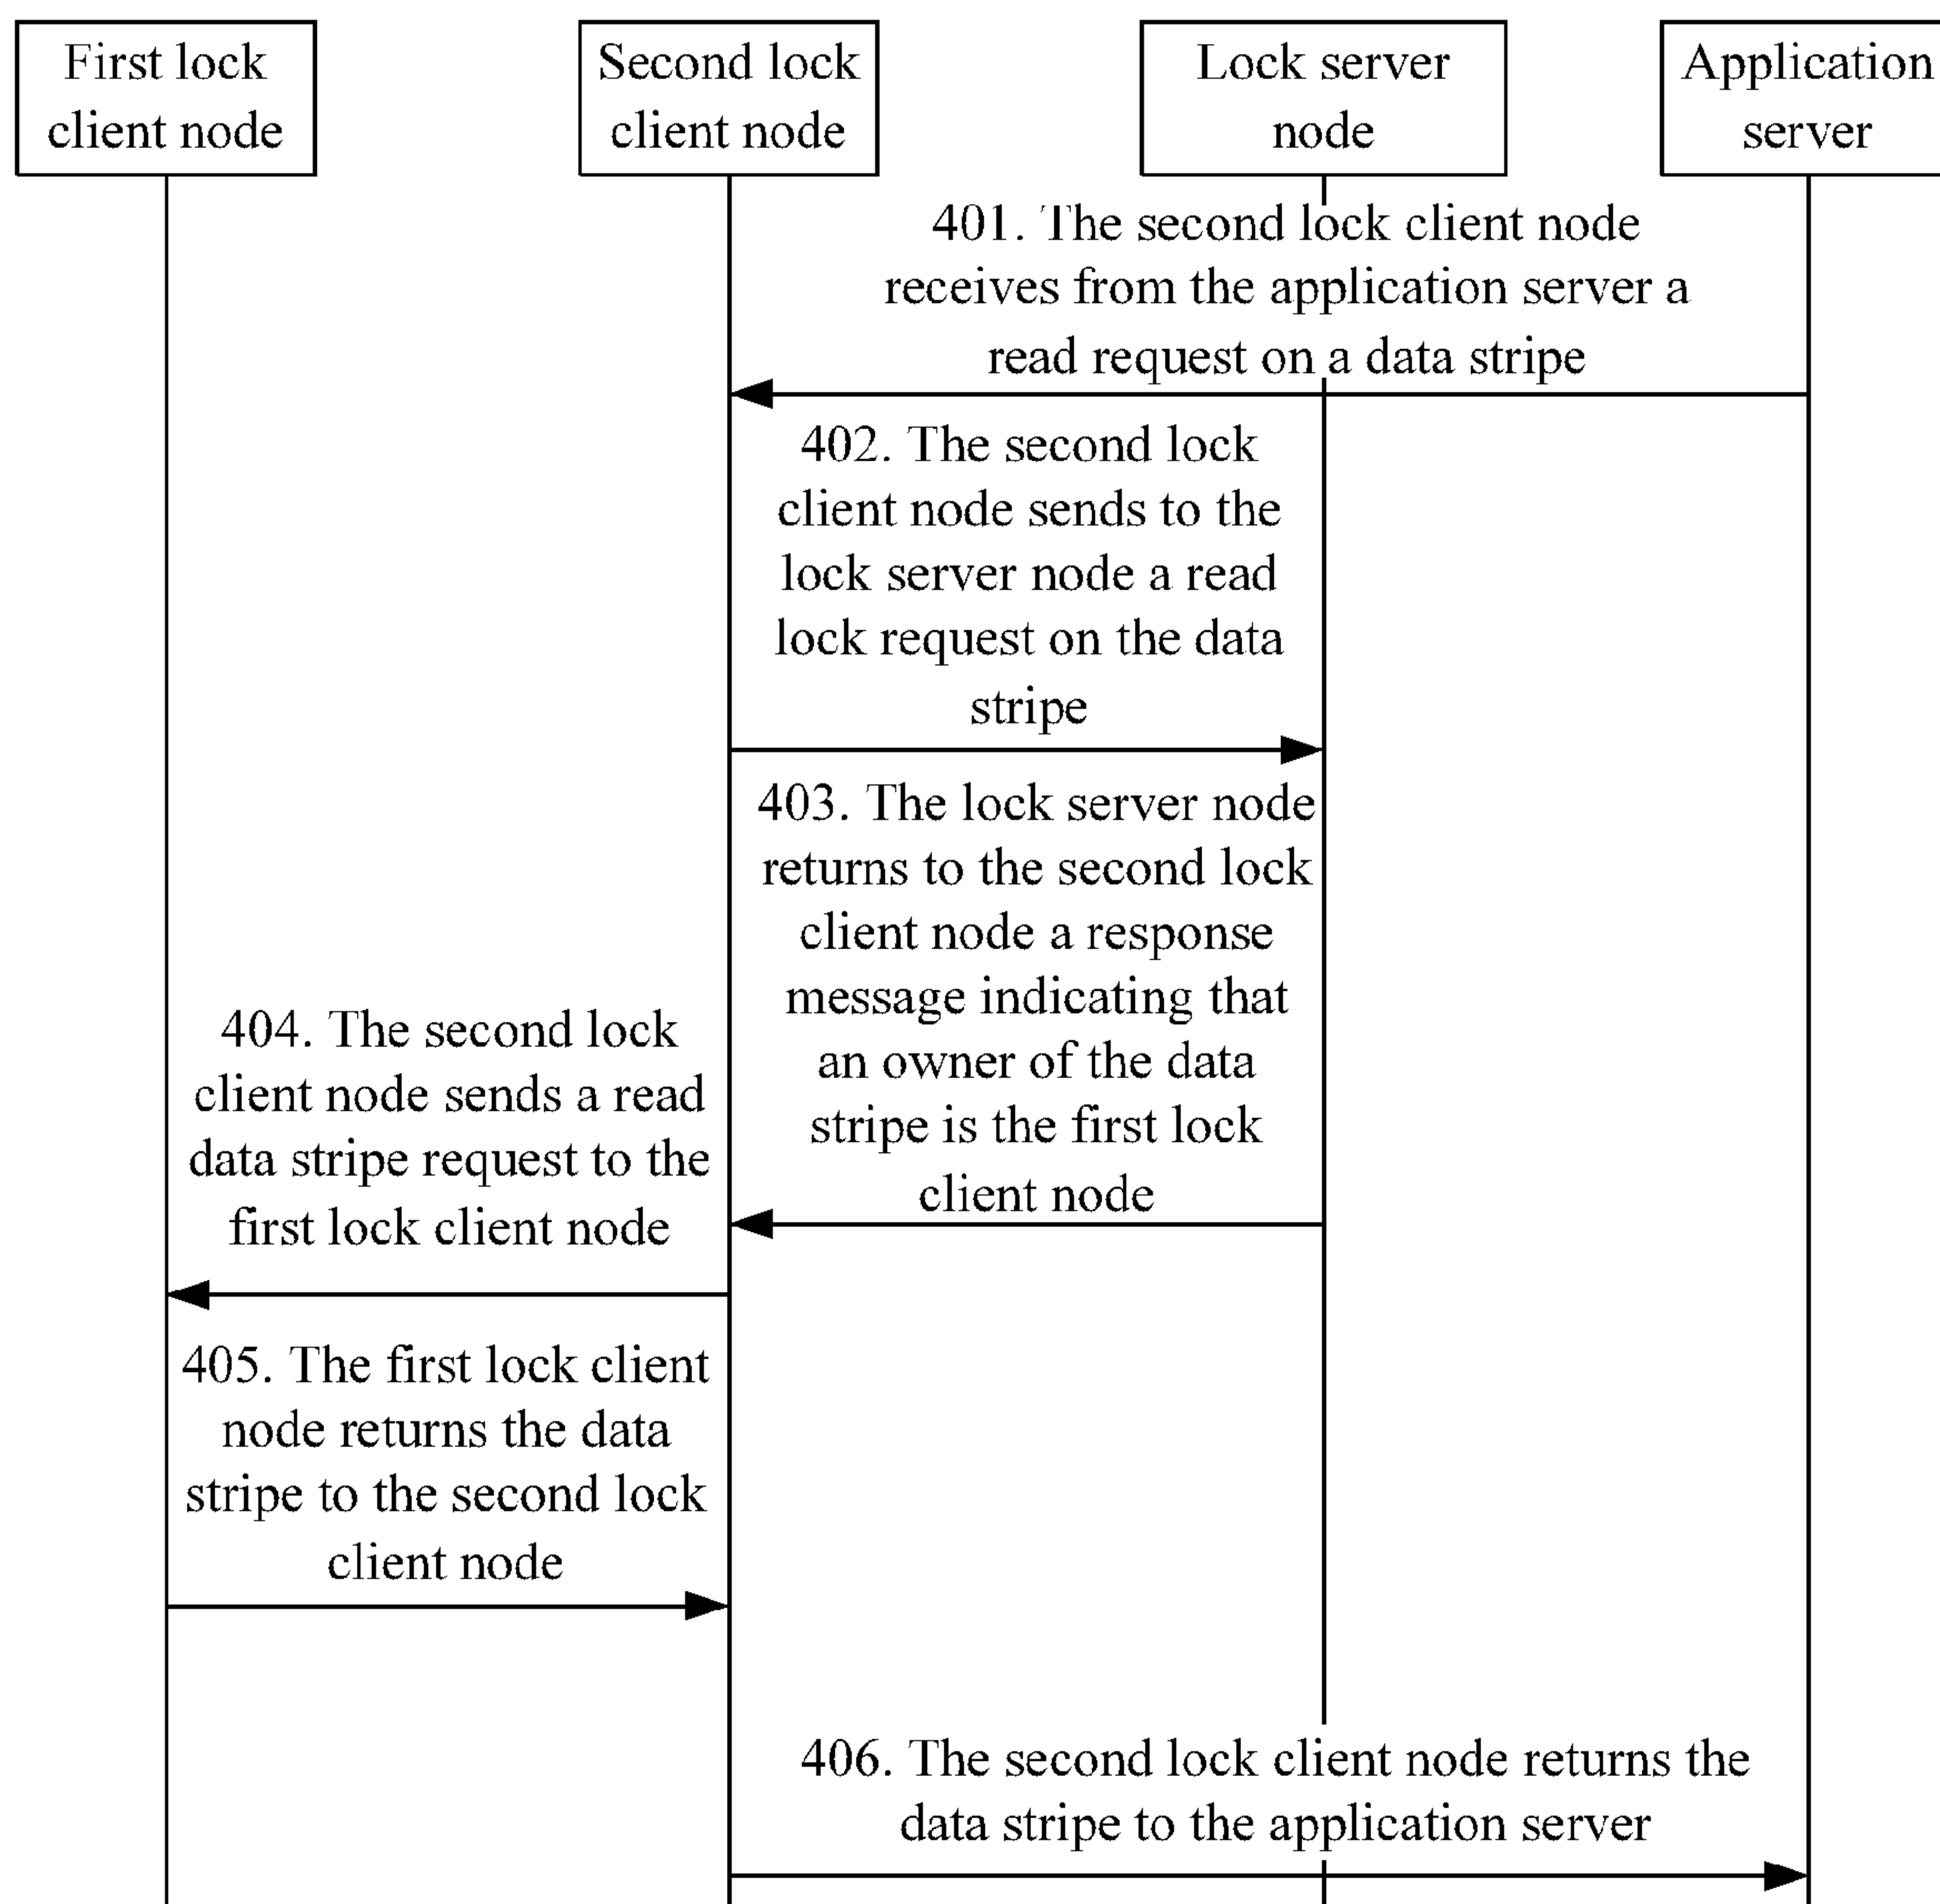 First lock
client node
Second lock
client node
Lock server
node
Application
server
401. The second lock client node
receives from the application server a
read request on a data stripe
402. The second lock
client node sends to the
lock server node a read
lock request on the data
stripe
403. The lock server node
returns to the second lock
client node a response
message indicating that
an owner of the data
stripe is the first lock
client node
404. The second lock
client node sends a read
data stripe request to the
first lock client node
405. The first lock client
node returns the data
stripe to the second lock
client node
406. The second lock client node returns the
data stripe to the application server